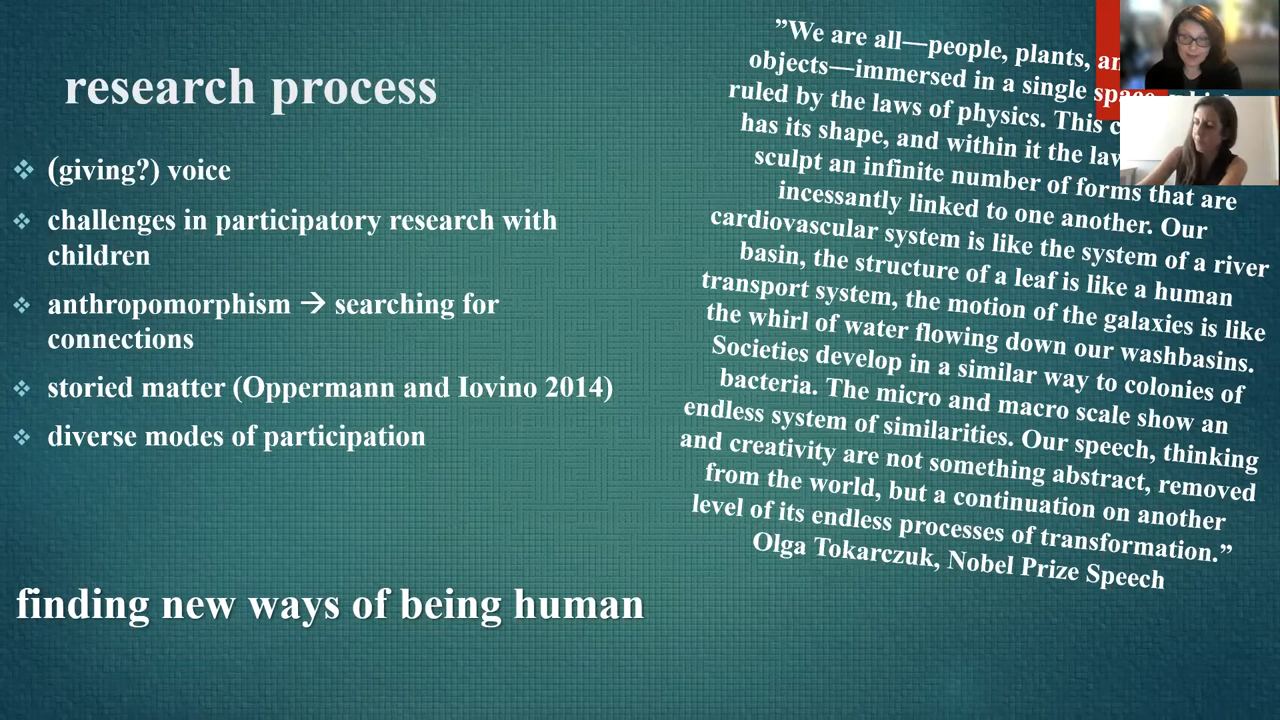 research process
❖ (giving?) voice
❖ challenges in participatory research with
children
❖ anthropomorphism → searching for
connections
❖ storied matter (Oppermann and Iovino 2014)
❖ diverse modes of participation
finding new ways of being human
”We are all—people, plants,
objects—immersed in a single
ruled by the laws of physics. This
has its shape, and within it the
sculpt an infinite number of forms that are
incessantly linked to one another. Our
cardiovascular system is like the system of a river
basin, the structure of a leaf is like a human
transport system, the motion of the galaxies is like
the whirl of water flowing down our washbasins.
Societies develop in a similar way to colonies of
bacteria. The micro and macro scale show an
endless system of similarities. Our speech, thinking
and creativity are not something abstract, removed
from the world, but a continuation on another
level of its endless processes of transformation.”
Olga Tokarczuk, Nobel Prize Speech